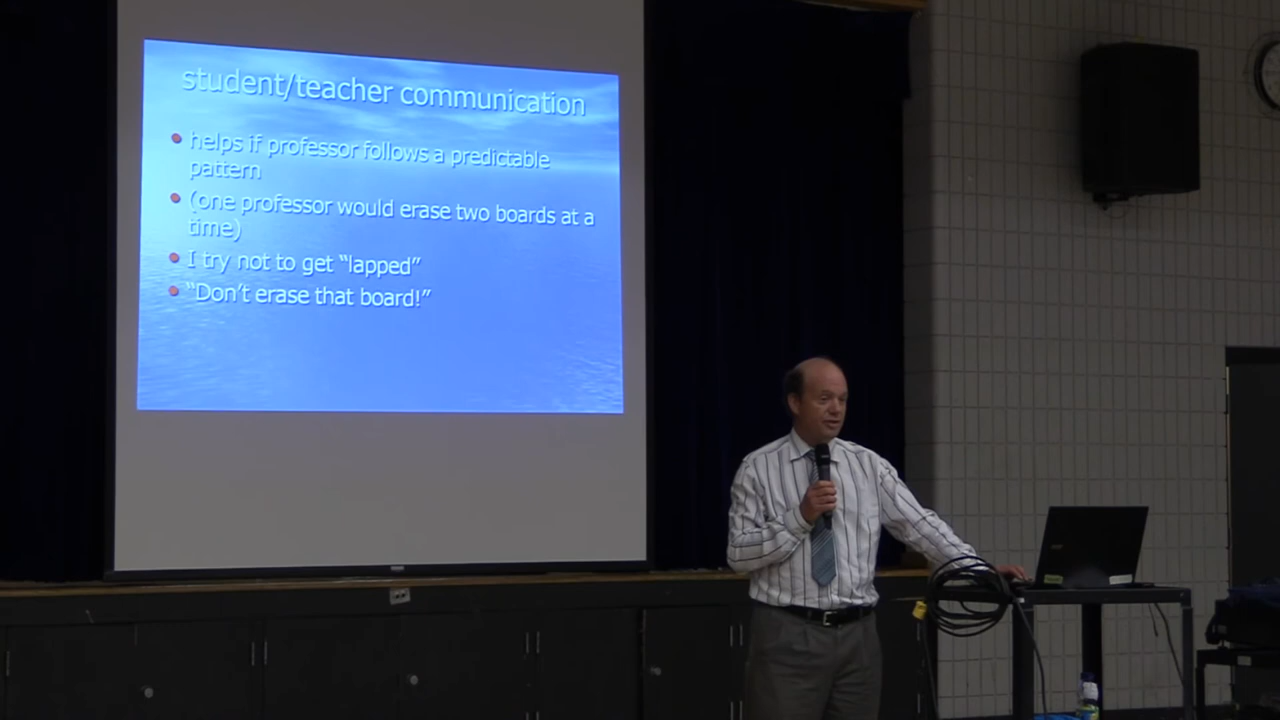 student/teacher communication
helps if professor follows a predictable
pattern
(one professor would erase two boards at a
time)
I try not to get “lapped”
“Don’t erase that board!”